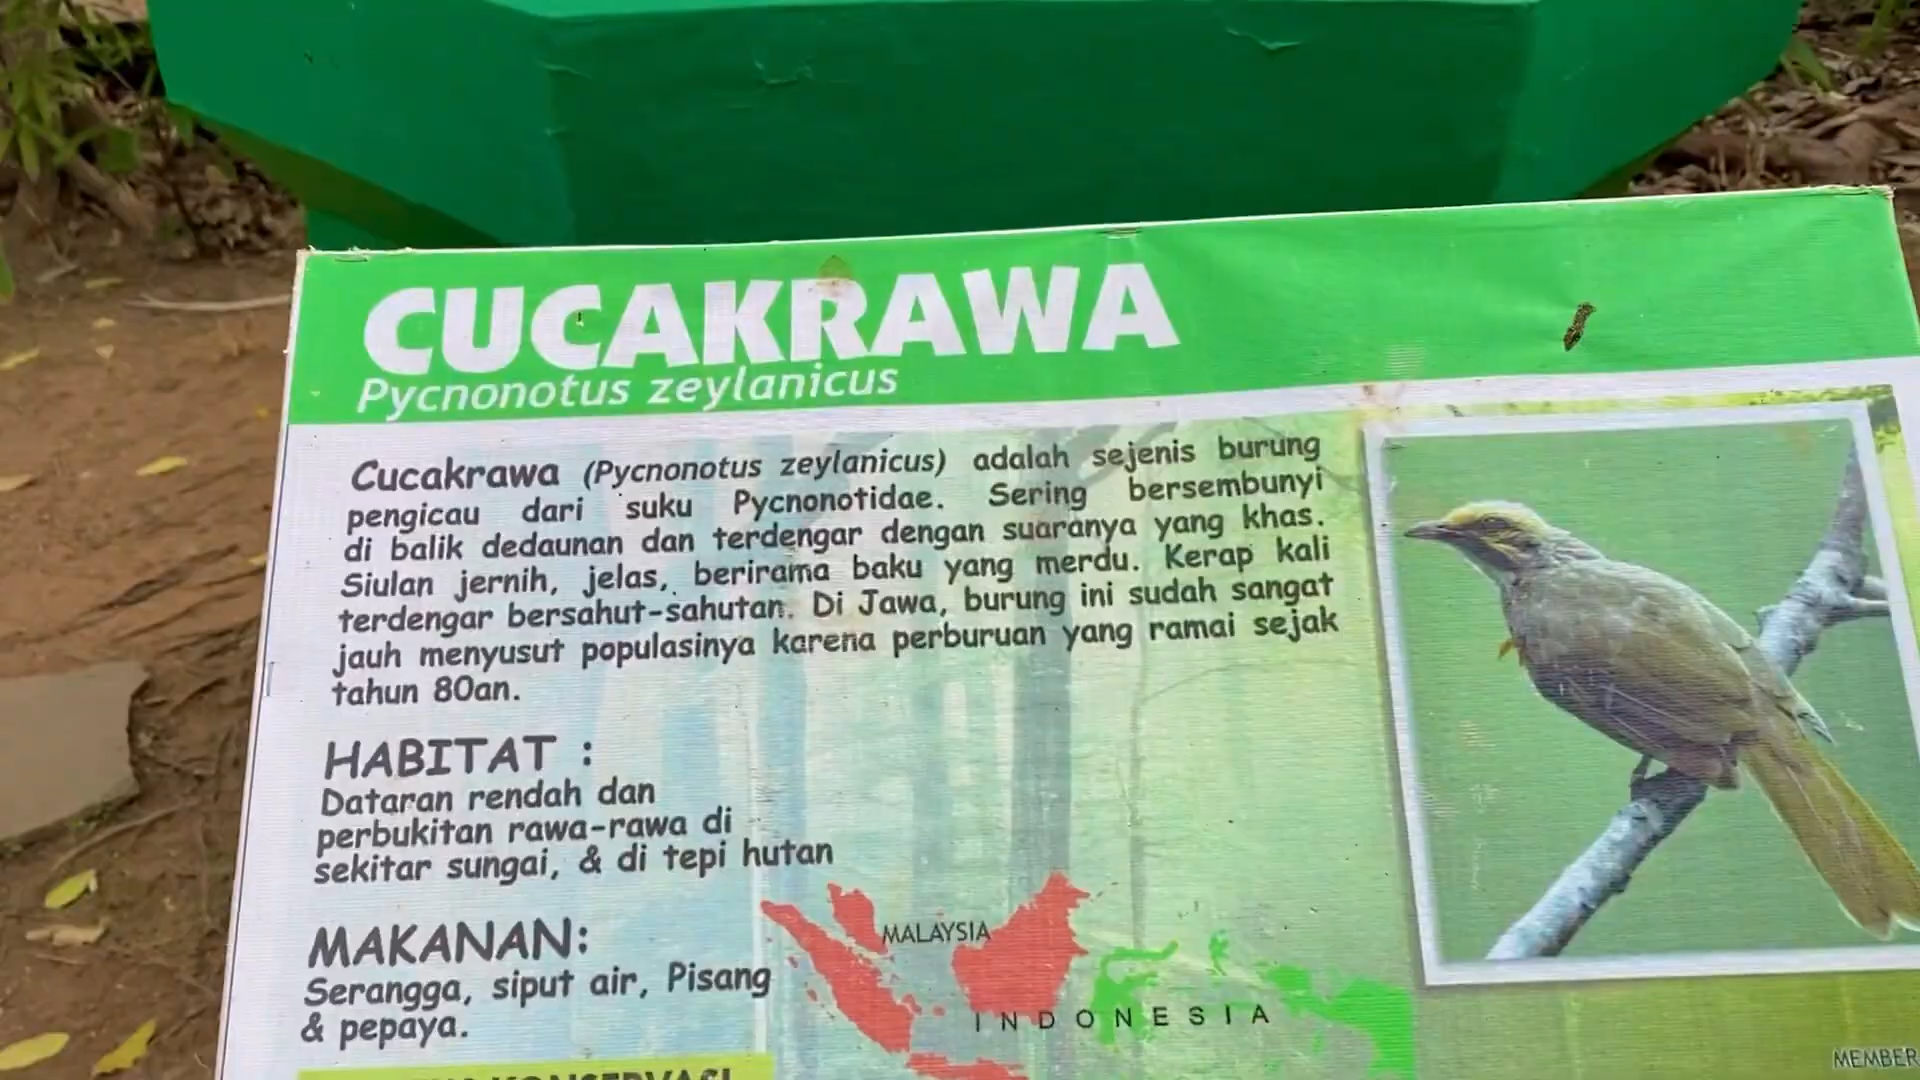 CUCAKRAWA
Pycnonotus zeylanicus
Cucakrawa (Pycnonotus zeylanicus) adalah sejenis burung
pengicau dari suku Pycnonotidae. Sering bersembunyi
di balik dedaunan dan terdengar dengan suaranya yang khas.
Siulan jernih, jelas, berirama baku yang merdu. Kerap kali
terdengar bersahut-sahutan. Di Jawa, burung ini sudah sangat
jauh menyusut populasinya karena perburuan yang ramai sejak
tahun 80an.
HABITAT :
Dataran rendah dan
perbukitan rawa-rawa di
sekitar sungai, & di tepi hutan
MAKANAN:
Serangga, siput air, Pisang
& pepaya.
MALAYSIA
INDONESIA
MEMBER
KONSERVASI